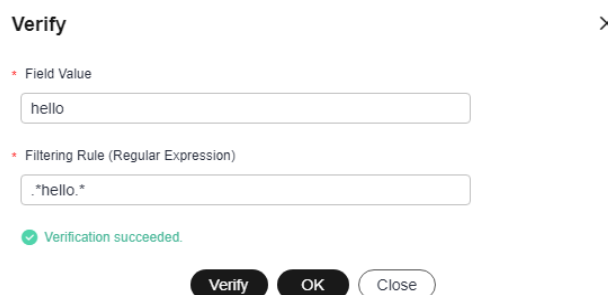 Verify
* Field Value
hello
* Filtering Rule (Regular Expression)
.*hello.*
Verification succeeded.
Verify OK Close